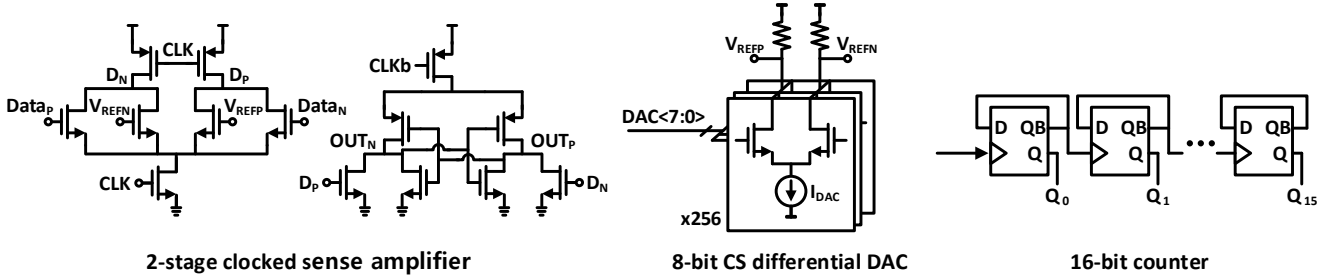 CLK
D_N
D_P
Data_P
V_REFN
V_REFP
Data_N
CLK
CLKb
OUT_N
OUT_P
D_P
D_N
2-stage clocked sense amplifier
V_REFP
V_REFN
DAC<7:0>
I_DAC
x256
8-bit CS differential DAC
D QB
Q
Q_0
D QB
Q
Q_1
D QB
Q
Q_15
16-bit counter